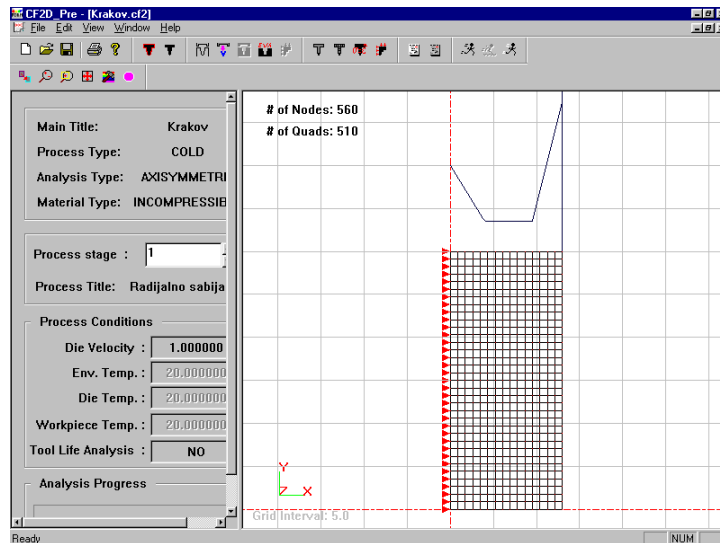 CF2D_Pre - [Krakov.cf2]
File Edit View Window Help
# of Nodes: 560
# of Quads: 510
Main Title: Krakov
Process Type: COLD
Analysis Type: AXISYMMETRI
Material Type: INCOMPRESSIB
Process stage : 1
Process Title: Radijalno sabija
Process Conditions
Die Velocity : 1.000000
Env. Temp. : 20.000000
Die Temp. : 20.000000
Workpiece Temp. : 20.000000
Tool Life Analysis : NO
Analysis Progress
Y
Z X
Grid Interval: 5.0
Ready NUM